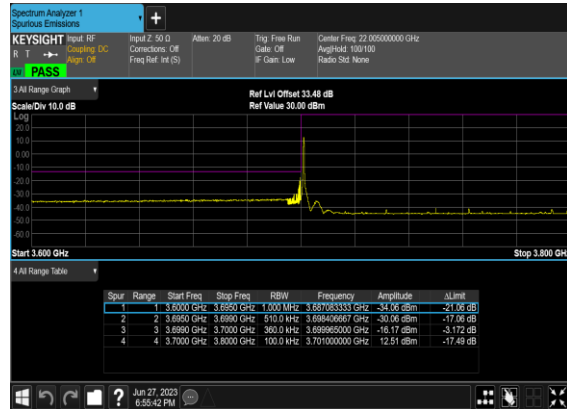 Spectrum Analyzer 1
Spurious Emissions
+
KEYSIGHT Input: RF Input Z: 50 Ω Atten: 20 dB Trig: Free Run Center Freq: 22.005000000 GHz
R T Coupling: DC Corrections: Off Gate: Off Avg|Hold: 100/100
Align: Off Freq Ref: Int (S) IF Gain: Low Radio Std: None
PASS
3 All Range Graph
Ref Lvl Offset 33.48 dB
Scale/Div 10.0 dB Ref Value 30.00 dBm
Log
20.0
10.0
0.00
-10.0
-20.0
-30.0
-40.0
-50.0
-60.0
Start 3.600 GHz Stop 3.800 GH
4 All Range Table
Spur Range Start Freq Stop Freq RBW Frequency Amplitude ΔLimit
1 1 3.6000 GHz 3.6950 GHz 1.000 MHz 3.687083333 GHz -34.06 dBm -21.06 dB
2 2 3.6950 GHz 3.6990 GHz 510.0 kHz 3.698406667 GHz -30.06 dBm -17.06 dB
3 3 3.6990 GHz 3.7000 GHz 360.0 kHz 3.699965000 GHz -16.17 dBm -3.172 dB
4 4 3.7000 GHz 3.8000 GHz 100.0 kHz 3.701000000 GHz 12.51 dBm -17.49 dB
? Jun 27, 2023
6:55:42 PM